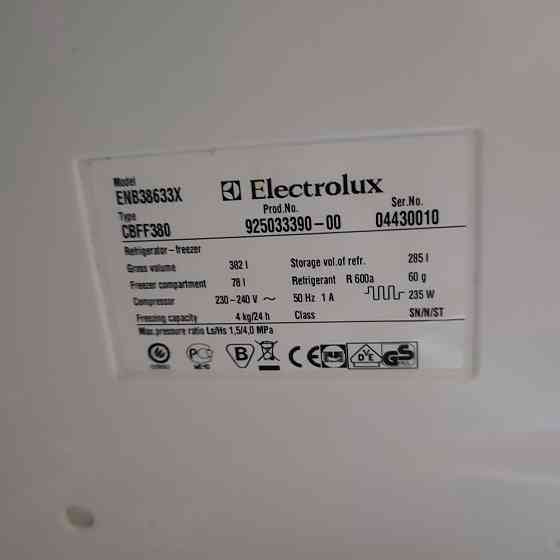 Model
ENB38633X
Electrolux
Type
Prod.No.
Ser.No.
CBFF380
925033390-00
04430010
Refrigerator - freezer
Gross volume 382 l Storage vol. of refr. 285 l
Freezer compartment 78 l Refrigerant R 600a 60 g
Compressor 230-240 V ~ 50 Hz 1 A 235 W
Freezing capacity 4 kg/24 h Class SN/N/ST
Max. pressure ratio Ls/Hs 1,5/4,0 MPa
B CE DVE GS